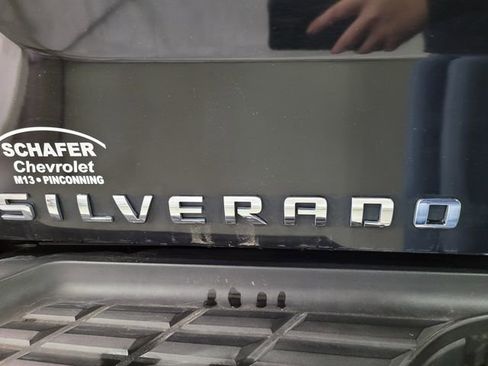 SCHAFER
Chevrolet
M13 • PINCONNING
SILVERADO